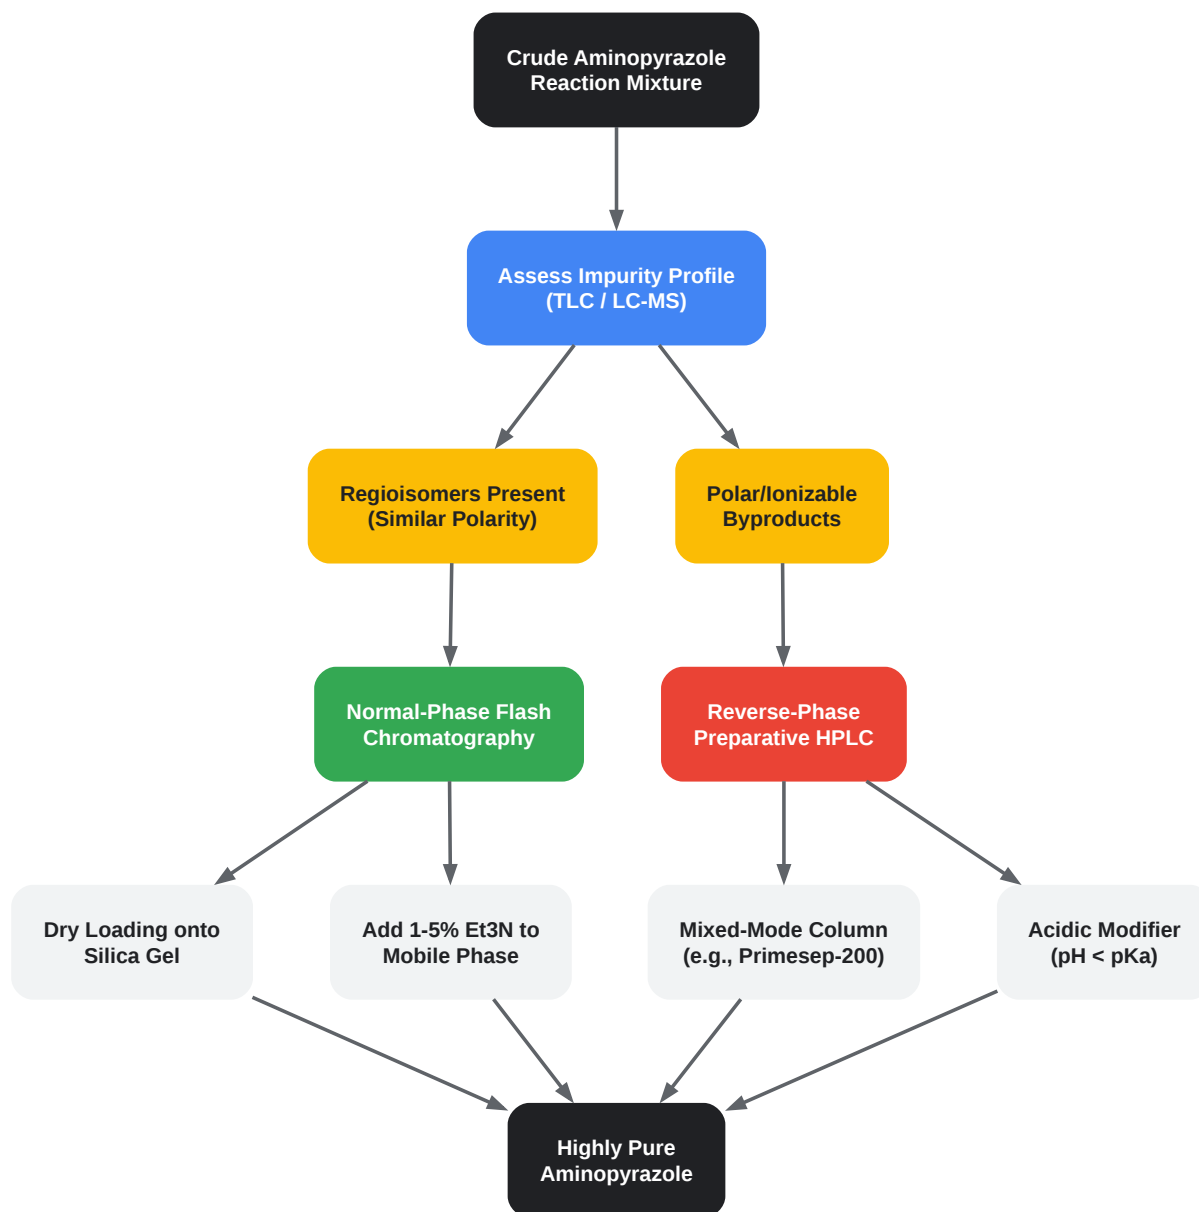 Crude Aminopyrazole
Reaction Mixture
Assess Impurity Profile
(TLC / LC-MS)
Regioisomers Present
(Similar Polarity)
Polar/Ionizable
Byproducts
Normal-Phase Flash
Chromatography
Reverse-Phase
Preparative HPLC
Dry Loading onto
Silica Gel
Add 1-5% Et3N to
Mobile Phase
Mixed-Mode Column
(e.g., Primesep-200)
Acidic Modifier
(pH < pKa)
Highly Pure
Aminopyrazole